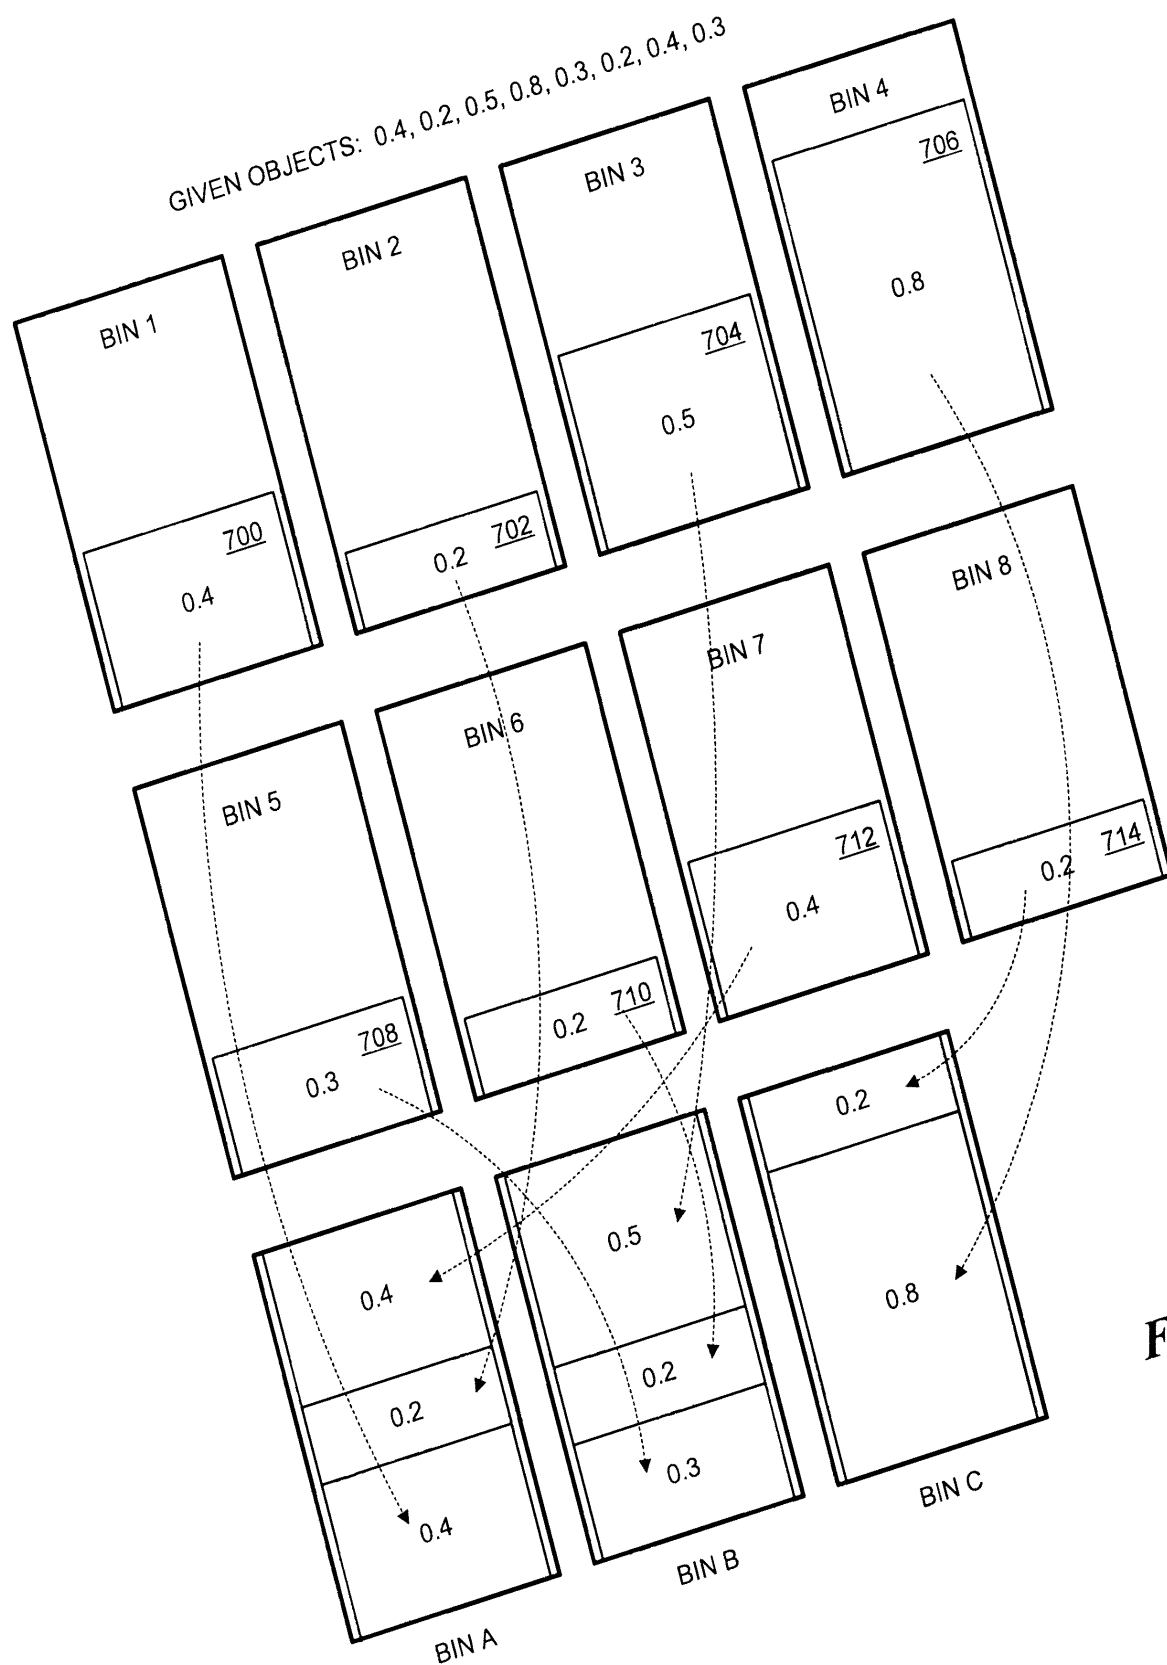 GIVEN OBJECTS: 0.4, 0.2, 0.5, 0.8, 0.3, 0.2, 0.4, 0.3
BIN 1
700
0.4
BIN 2
702
0.2
BIN 3
704
0.5
BIN 4
706
0.8
BIN 5
708
0.3
BIN 6
710
0.2
BIN 7
712
0.4
BIN 8
714
0.2
0.4
0.2
0.4
BIN A
0.5
0.2
0.3
BIN B
0.2
0.8
BIN C
F